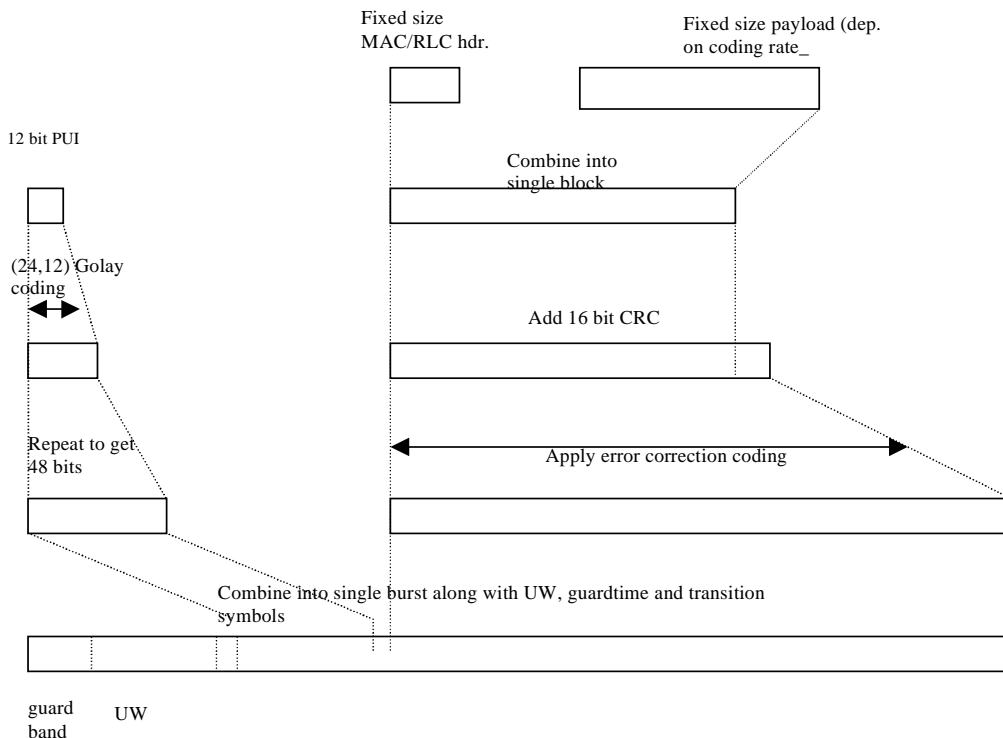 Fixed size
MAC/RLC hdr.
Fixed size payload (dep.
on coding rate_
12 bit PUI
Combine into
single block
(24,12) Golay
coding
Add 16 bit CRC
Repeat to get
48 bits
Apply error correction coding
Combine into single burst along with UW, guardtime and transition
symbols
guard
band
UW